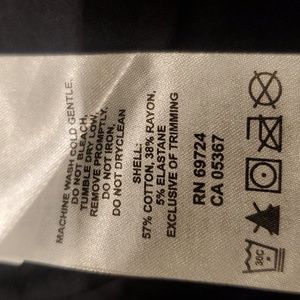 MACHINE WASH COLD GENTLE.
DO NOT BLEACH,
TUMBLE DRY LOW,
REMOVE PROMPTLY.
DO NOT IRON,
DO NOT DRYCLEAN
SHELL:
57% COTTON, 38% RAYON,
5% ELASTANE
EXCLUSIVE OF TRIMMING
RN 69724
CA 05367
30C